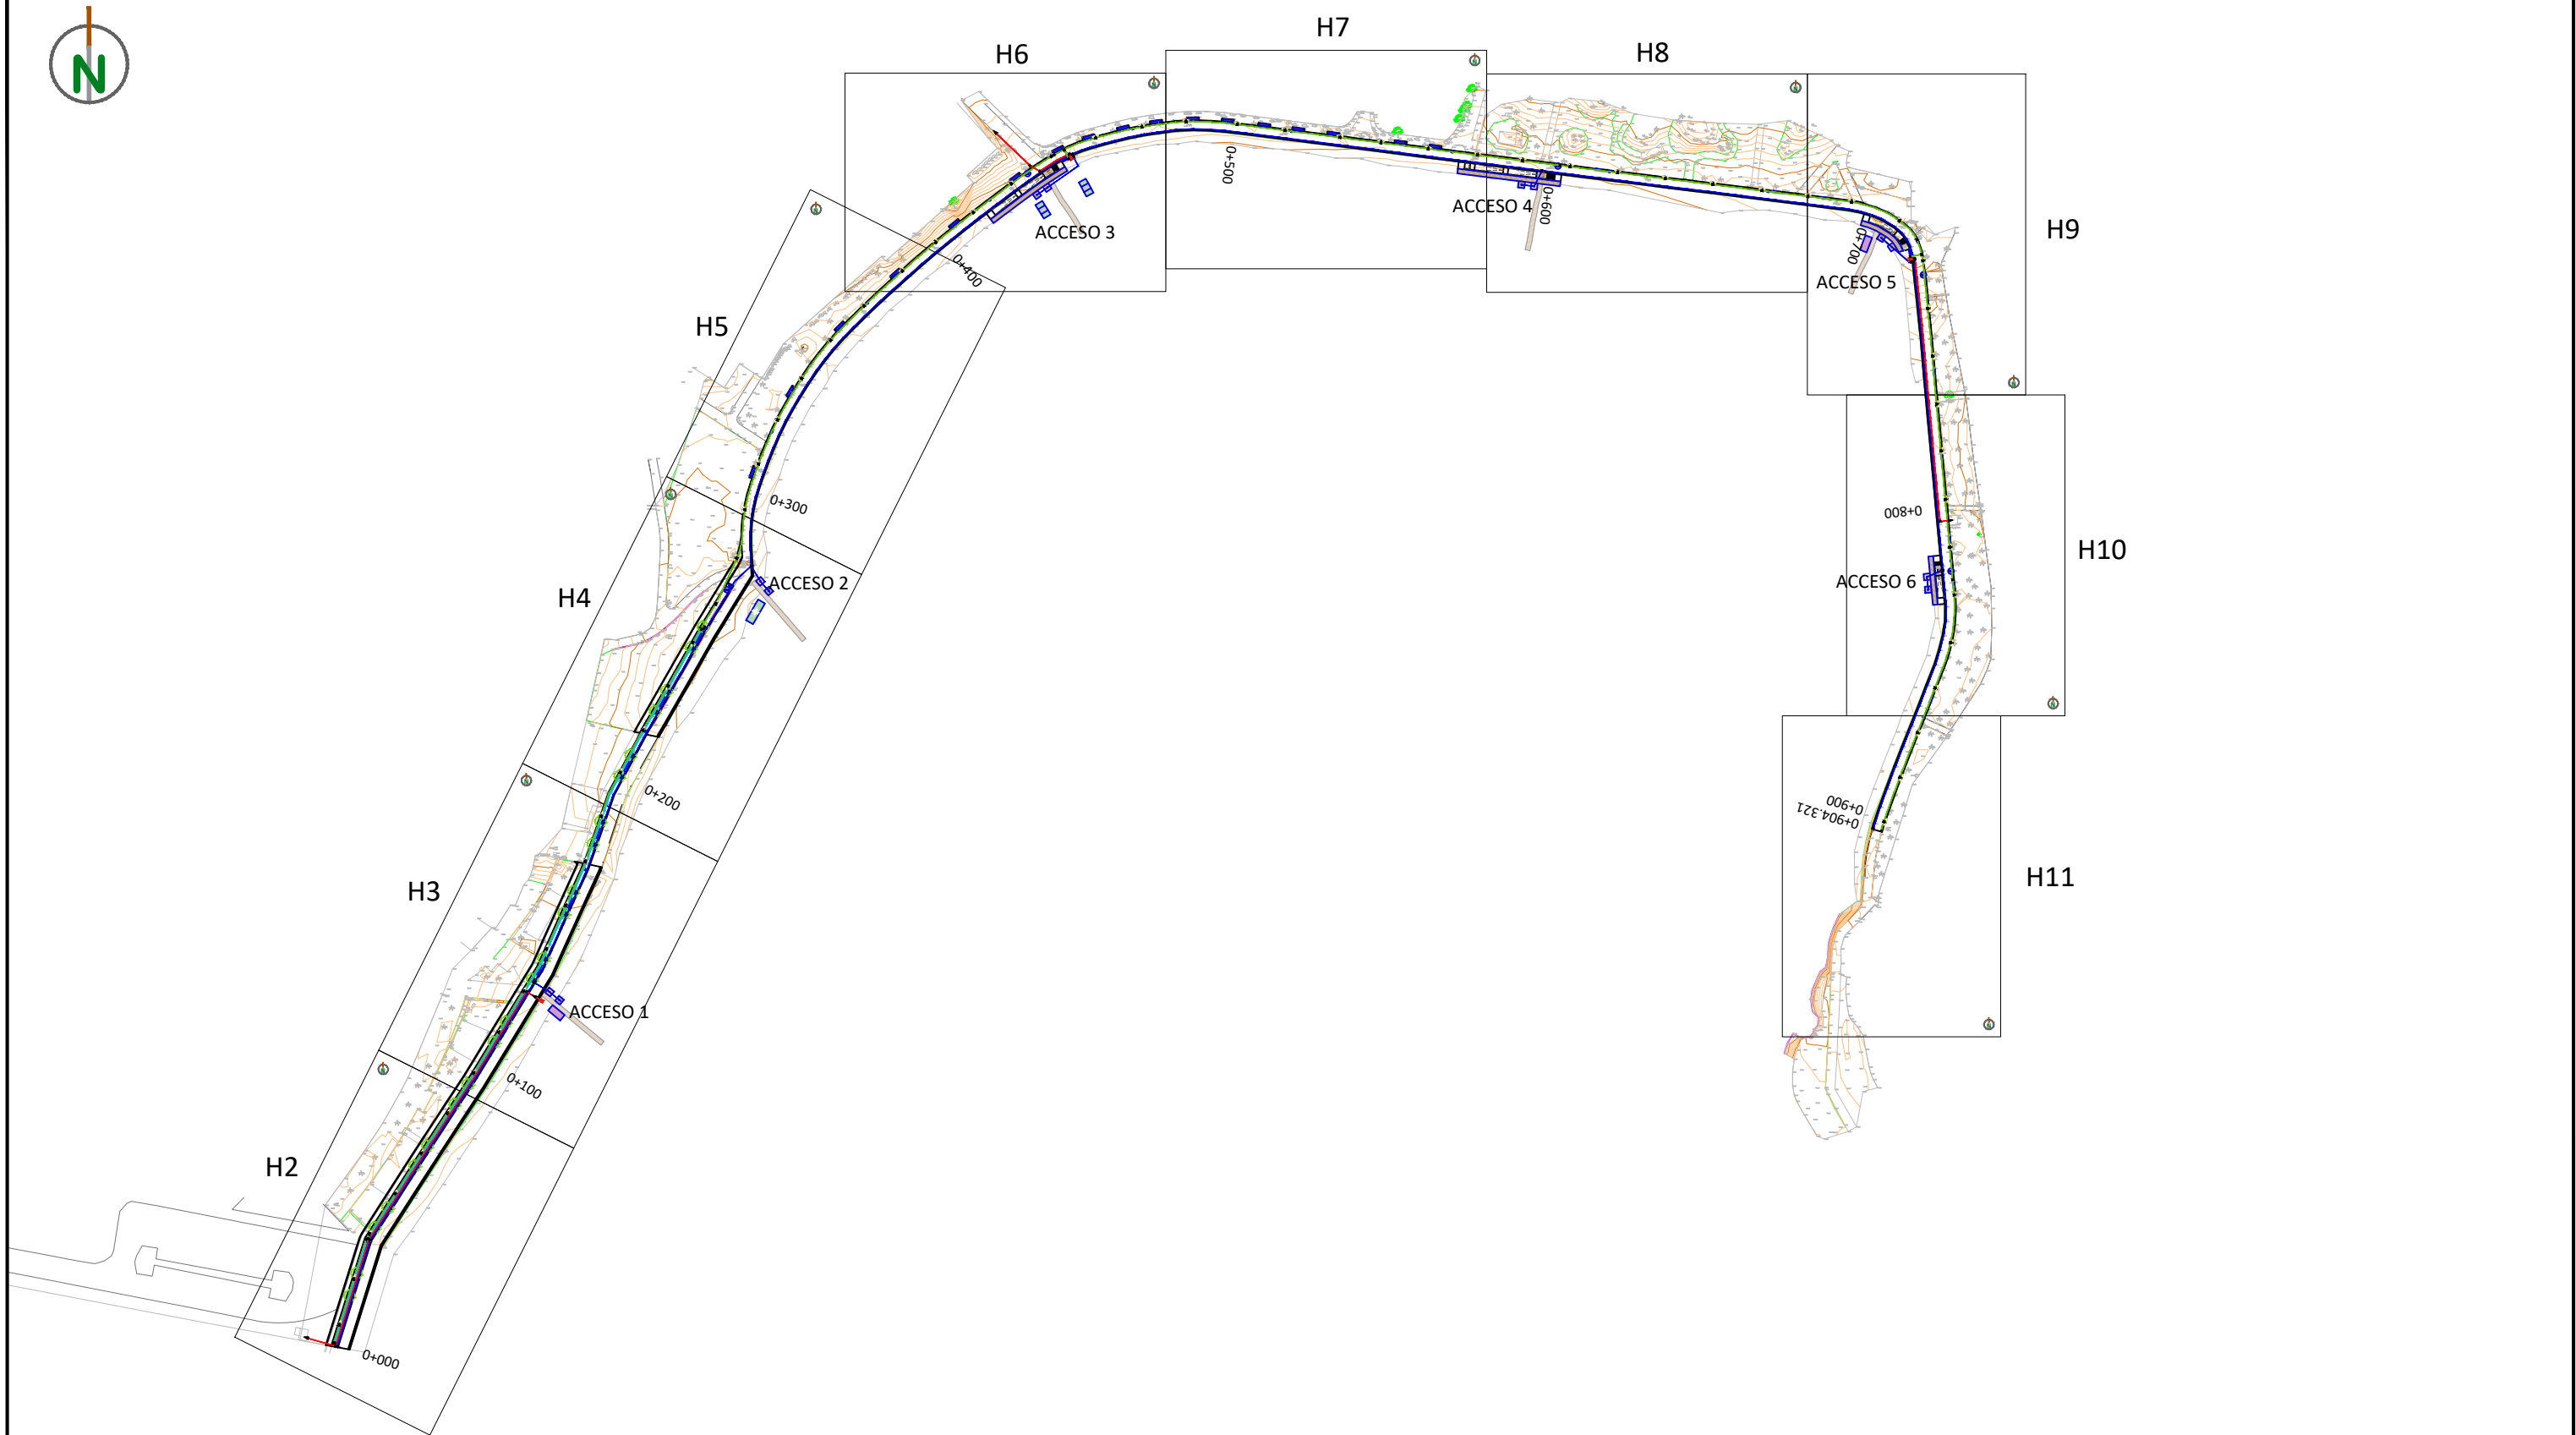 N
H7
H6
H8
0+500
ACCESO 4
0+600
ACCESO 3
H9
0+700
0+400
ACCESO 5
H5
0+300
0+800
H10
ACCESO 2
ACCESO 6
H4
0+200
0+900
0+904.321
H11
H3
ACCESO 1
0+100
H2
0+000